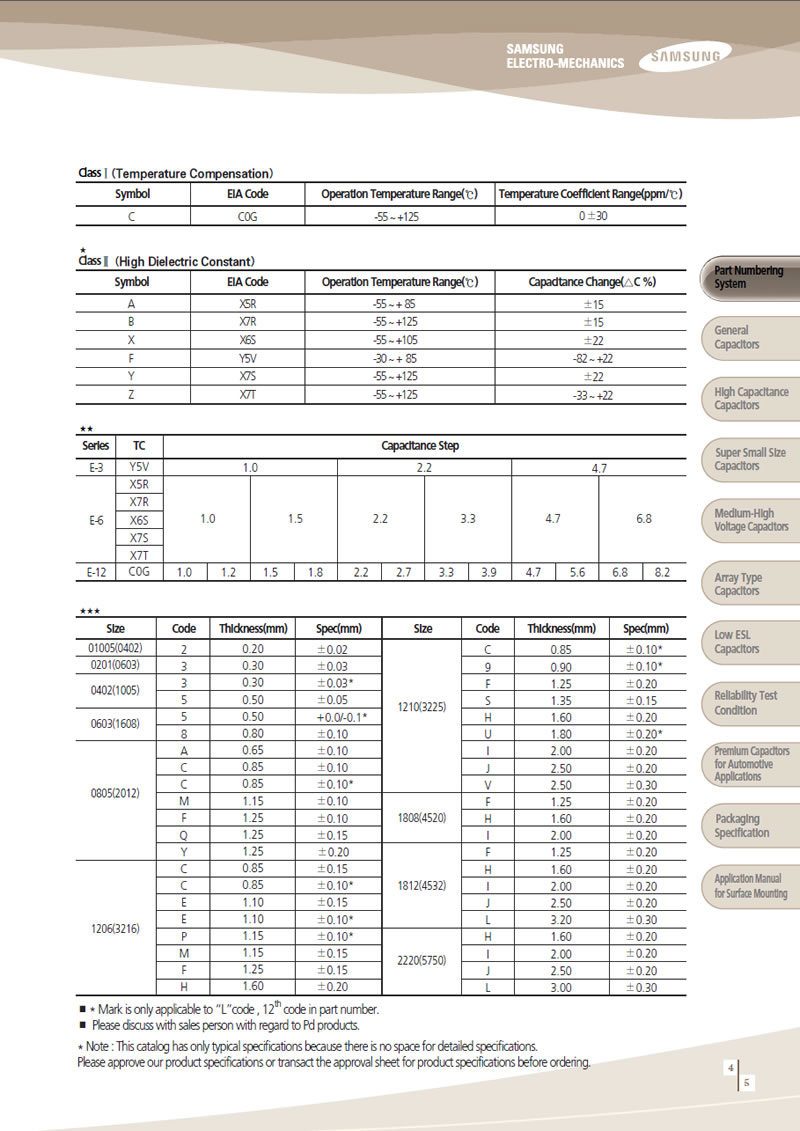 SAMSUNG
ELECTRO-MECHANICS
SAMSUNG
Class Ⅰ (Temperature Compensation)
Symbol EIA Code Operation Temperature Range(℃) Temperature Coefficient Range(ppm/℃)
C C0G -55 ~ +125 0 ±30
★
Class Ⅱ (High Dielectric Constant)
Symbol EIA Code Operation Temperature Range(℃) Capacitance Change(△C %)
A X5R -55 ~ + 85 ±15
B X7R -55 ~ +125 ±15
X X6S -55 ~ +105 ±22
F Y5V -30 ~ + 85 -82 ~ +22
Y X7S -55 ~ +125 ±22
Z X7T -55 ~ +125 -33 ~ +22
★★
Series TC Capacitance Step
E-3 Y5V 1.0 2.2 4.7
X5R
X7R
E-6 X6S 1.0 1.5 2.2 3.3 4.7 6.8
X7S
X7T
E-12 C0G 1.0 1.2 1.5 1.8 2.2 2.7 3.3 3.9 4.7 5.6 6.8 8.2
★★★
Size Code Thickness(mm) Spec(mm) Size Code Thickness(mm) Spec(mm)
01005(0402) 2 0.20 ±0.02
0201(0603) 3 0.30 ±0.03
0402(1005) 3 0.30 ±0.03*
5 0.50 ±0.05
0603(1608) 5 0.50 +0.0/-0.1*
8 0.80 ±0.10
0805(2012) A 0.65 ±0.10
C 0.85 ±0.10
C 0.85 ±0.10*
M 1.15 ±0.10
F 1.25 ±0.10
Q 1.25 ±0.15
Y 1.25 ±0.20
1206(3216) C 0.85 ±0.15
C 0.85 ±0.10*
E 1.10 ±0.15
E 1.10 ±0.10*
P 1.15 ±0.10*
M 1.15 ±0.15
F 1.25 ±0.15
H 1.60 ±0.20
1210(3225) C 0.85 ±0.10*
9 0.90 ±0.10*
F 1.25 ±0.20
S 1.35 ±0.15
H 1.60 ±0.20
U 1.80 ±0.20*
I 2.00 ±0.20
J 2.50 ±0.20
V 2.50 ±0.30
1808(4520) F 1.25 ±0.20
H 1.60 ±0.20
I 2.00 ±0.20
1812(4532) F 1.25 ±0.20
H 1.60 ±0.20
I 2.00 ±0.20
J 2.50 ±0.20
L 3.20 ±0.30
2220(5750) H 1.60 ±0.20
I 2.00 ±0.20
J 2.50 ±0.20
L 3.00 ±0.30
■ ★ Mark is only applicable to "L"code , 12th code in part number.
■ Please discuss with sales person with regard to Pd products.
★ Note : This catalog has only typical specifications because there is no space for detailed specifications.
Please approve our product specifications or transact the approval sheet for product specifications before ordering.
Part Numbering
System
General
Capacitors
High Capacitance
Capacitors
Super Small Size
Capacitors
Medium-High
Voltage Capacitors
Array Type
Capacitors
Low ESL
Capacitors
Reliability Test
Condition
Premium Capacitors
for Automotive
Applications
Packaging
Specification
Application Manual
for Surface Mounting
4
5